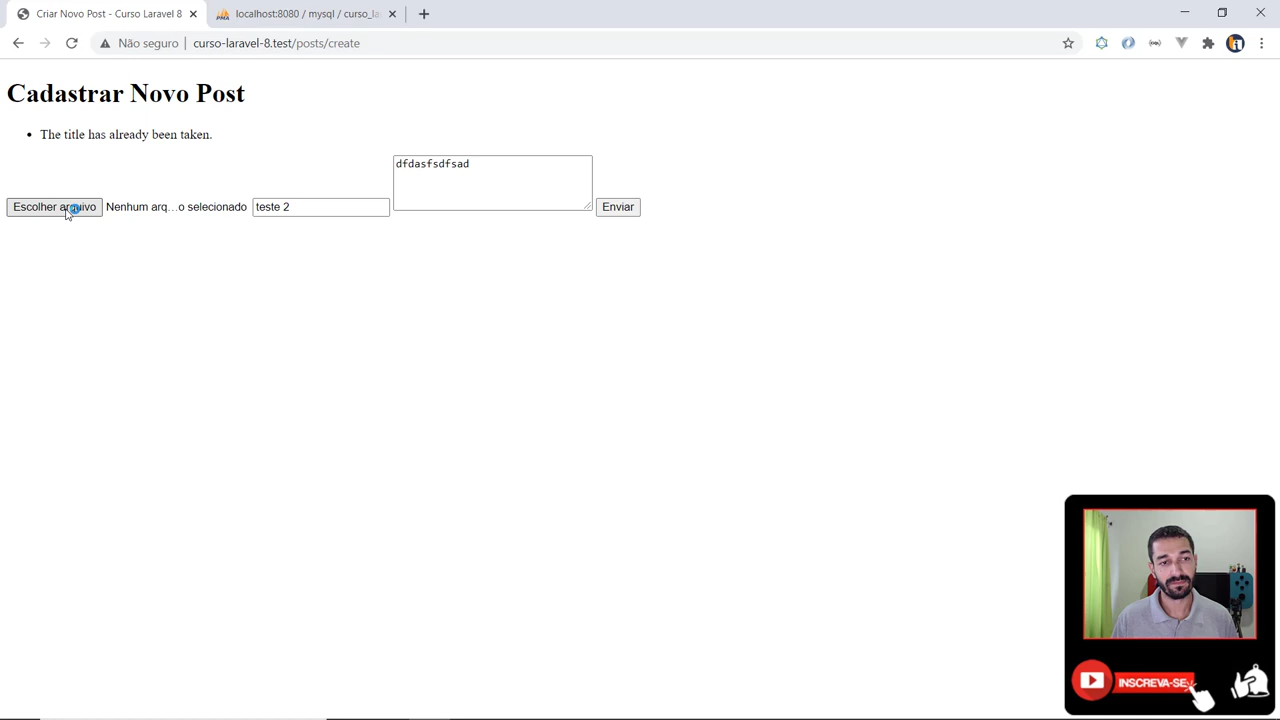 Criar Novo Post - Curso Laravel 8
localhost:8080 / mysql / curso_la
Não seguro
curso-laravel-8.test/posts/create
Cadastrar Novo Post
• The title has already been taken.
dfdasfsdfsad
Escolher arquivo Nenhum arq…o selecionado teste 2 Enviar
INSCREVA-SE